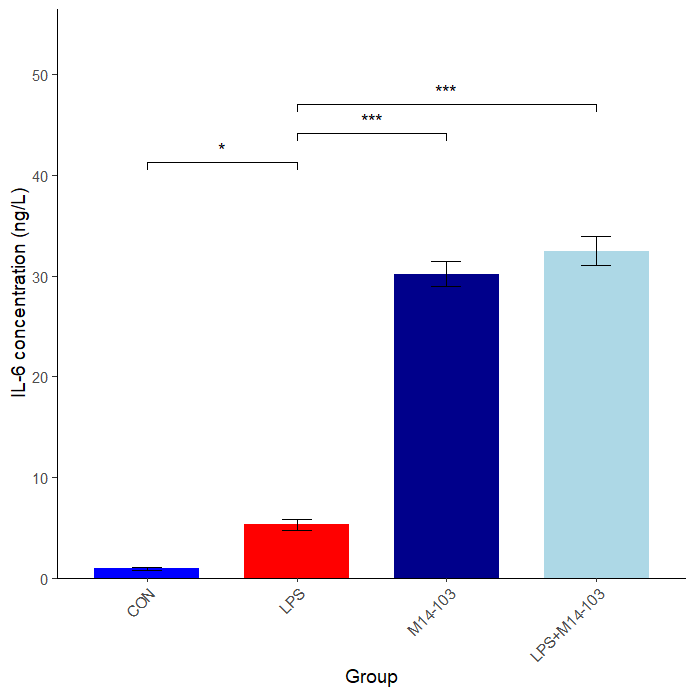 IL-6 concentration (ng/L)
50
40
30
20
10
0
***
***
*
CON
LPS
M14-103
LPS+M14-103
Group